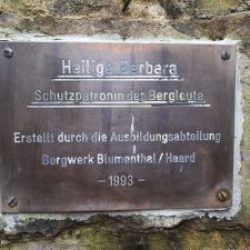 Heilige Barbara
Schutzpatronin der Bergleute
Erstellt durch die Ausbildungsabteilung
Bergwerk Blumenthal/Haard
– 1993 –